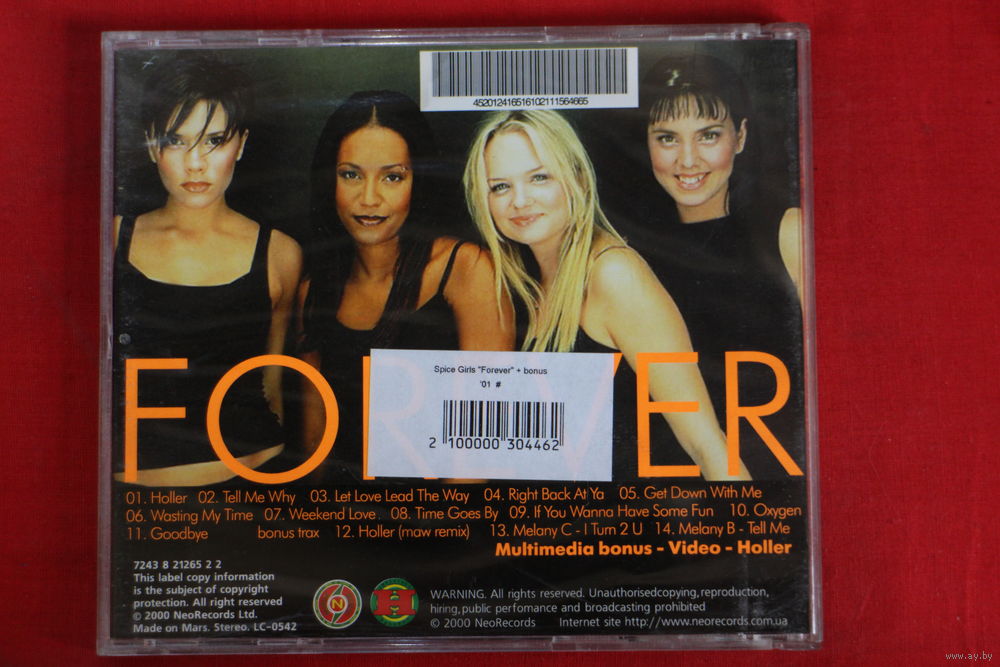 4520124165161021115646​65
FOREVER
Spice Girls "Forever" + bonus
'01 #
2 100000 304462
01. Holler 02. Tell Me Why 03. Let Love Lead The Way 04. Right Back At Ya 05. Get Down With Me
06. Wasting My Time 07. Weekend Love 08. Time Goes By 09. If You Wanna Have Some Fun 10. Oxygen
11. Goodbye bonus trax 12. Holler (maw remix) 13. Melany C - I Turn 2 U 14. Melany B - Tell Me
Multimedia bonus - Video - Holler
7243 8 21265 2 2
This label copy information
is the subject of copyright
protection. All right reserved
© 2000 NeoRecords Ltd.
Made on Mars. Stereo. LC-0542
N
H
WARNING. All rights reserved. Unauthorisedcopying,reproduction,
hiring,public perfomance and broadcasting prohibited
© 2000 NeoRecords Internet site http://www.neorecords.com.ua
www.ay.by